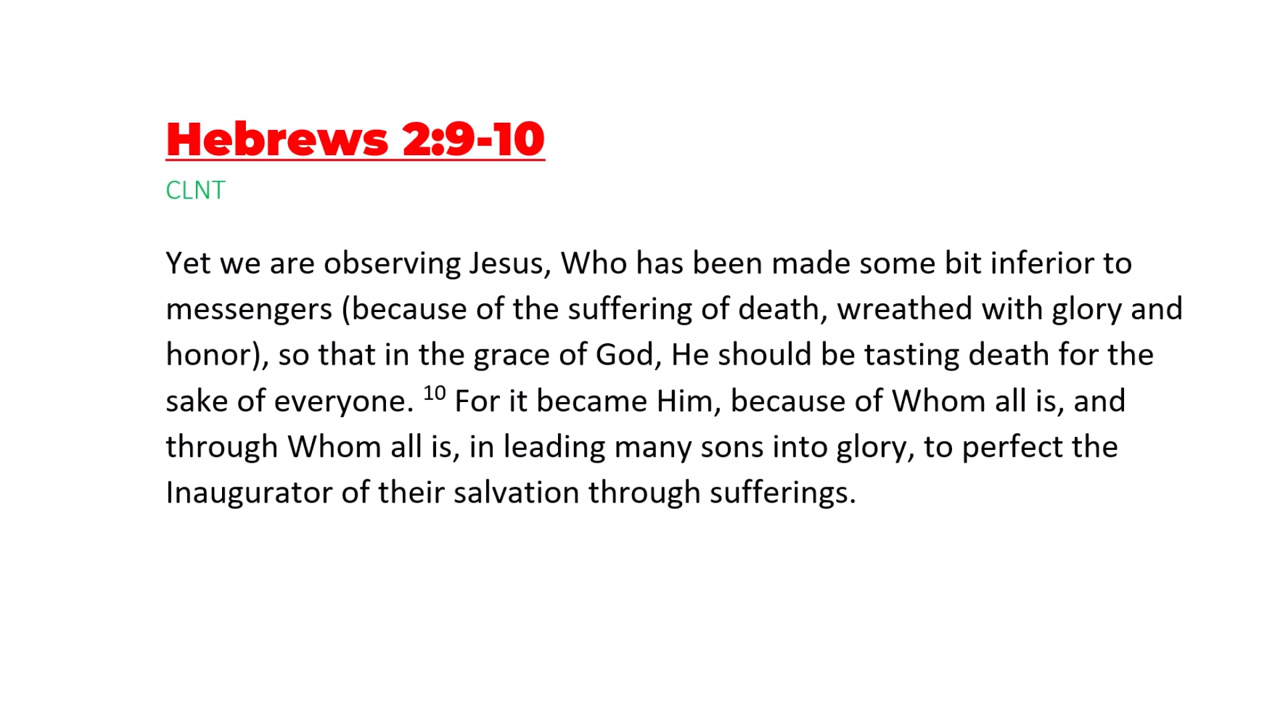 Hebrews 2:9-10
CLNT
Yet we are observing Jesus, Who has been made some bit inferior to
messengers (because of the suffering of death, wreathed with glory and
honor), so that in the grace of God, He should be tasting death for the
sake of everyone. 10 For it became Him, because of Whom all is, and
through Whom all is, in leading many sons into glory, to perfect the
Inaugurator of their salvation through sufferings.